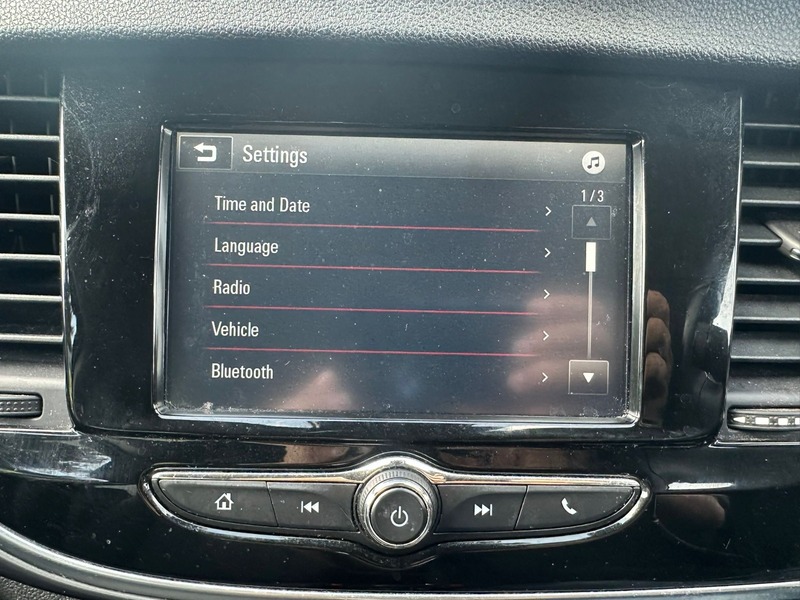 Settings
1/3
Time and Date
Language
Radio
Vehicle
Bluetooth